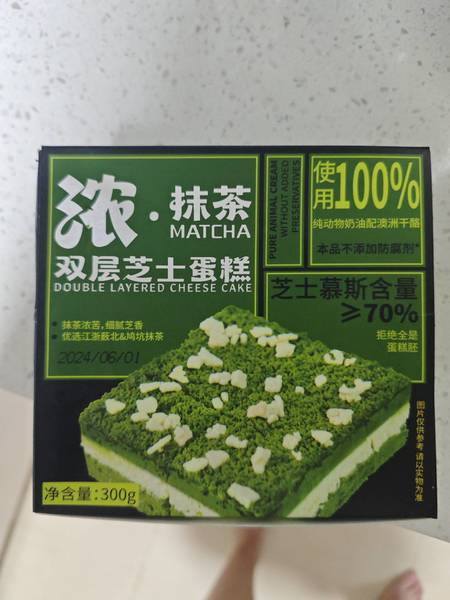 浓·抹茶
MATCHA
双层芝士蛋糕
DOUBLE LAYERED CHEESE CAKE
抹茶浓苦,细腻芝香
优选江浙薮北&鸠坑抹茶
2024/06/01
PURE ANIMAL CREAM
WITHOUT ADDED
PRESERVATIVES
使用100%
纯动物奶油配澳洲干酪
本品不添加防腐剂*
芝士慕斯含量
≥70%
拒绝全是
蛋糕胚
图片仅供参考 请以实物为准
净含量:300g